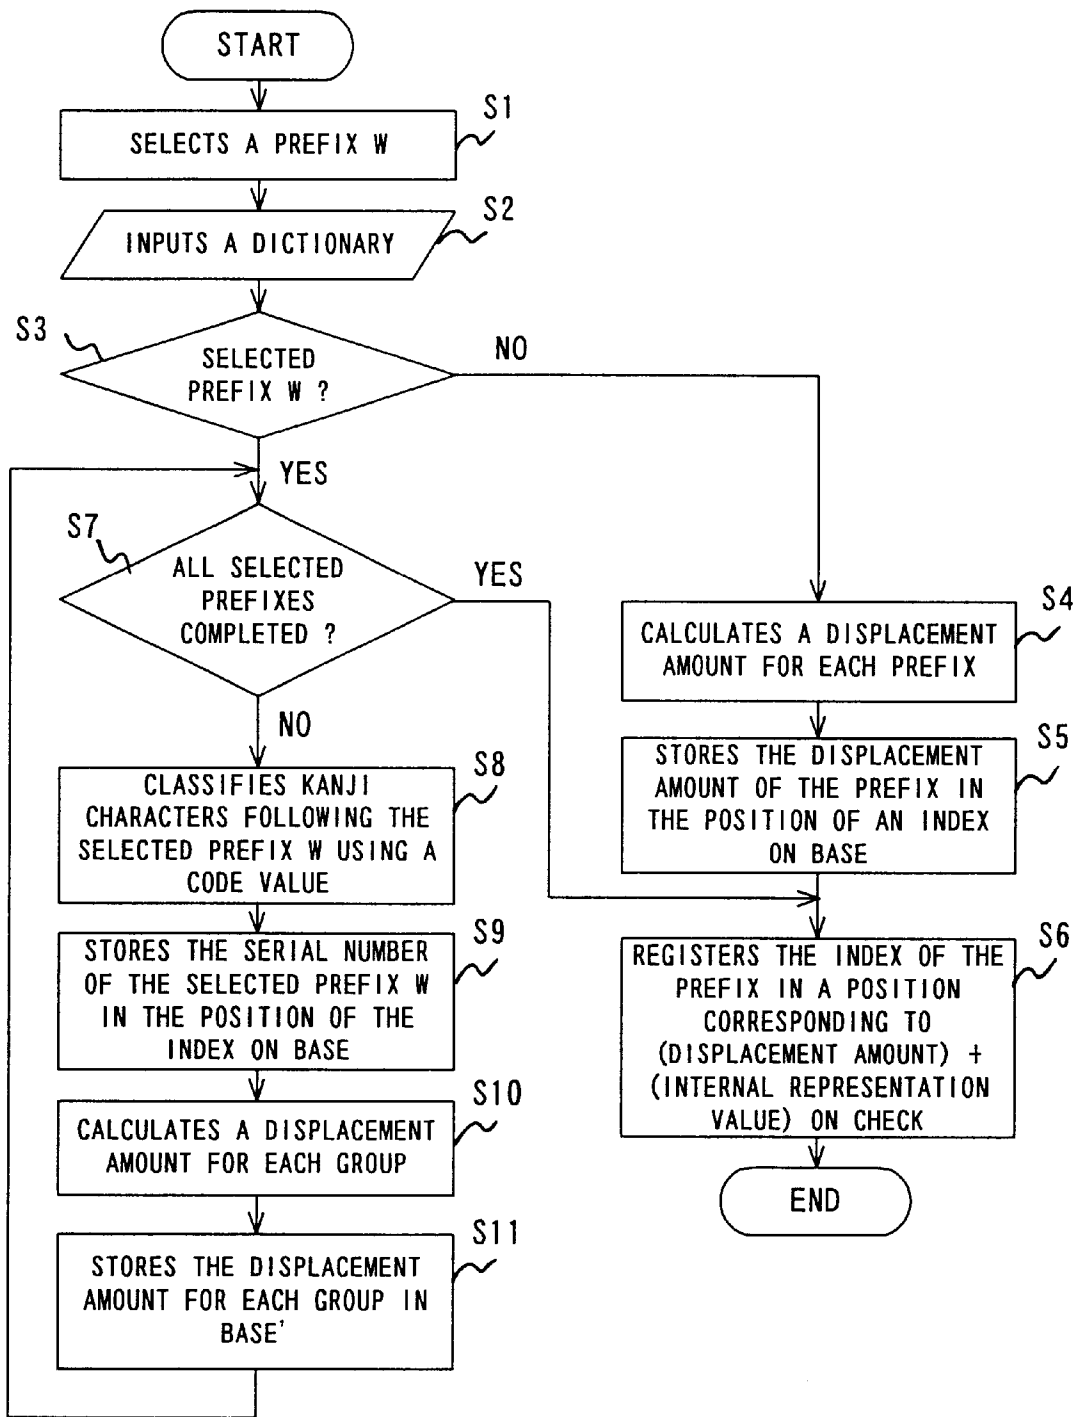 START
S1
SELECTS A PREFIX W
S2
INPUTS A DICTIONARY
S3
SELECTED
PREFIX W ?
NO
YES
S7
ALL SELECTED
PREFIXES
COMPLETED ?
YES
NO
S8
CLASSIFIES KANJI
CHARACTERS FOLLOWING THE
SELECTED PREFIX W USING A
CODE VALUE
S9
STORES THE SERIAL NUMBER
OF THE SELECTED PREFIX W
IN THE POSITION OF THE
INDEX ON BASE
S10
CALCULATES A DISPLACEMENT
AMOUNT FOR EACH GROUP
S11
STORES THE DISPLACEMENT
AMOUNT FOR EACH GROUP IN
BASE'
S4
CALCULATES A DISPLACEMENT
AMOUNT FOR EACH PREFIX
S5
STORES THE DISPLACEMENT
AMOUNT OF THE PREFIX IN
THE POSITION OF AN INDEX
ON BASE
S6
REGISTERS THE INDEX OF THE
PREFIX IN A POSITION
CORRESPONDING TO
(DISPLACEMENT AMOUNT) +
(INTERNAL REPRESENTATION
VALUE) ON CHECK
END